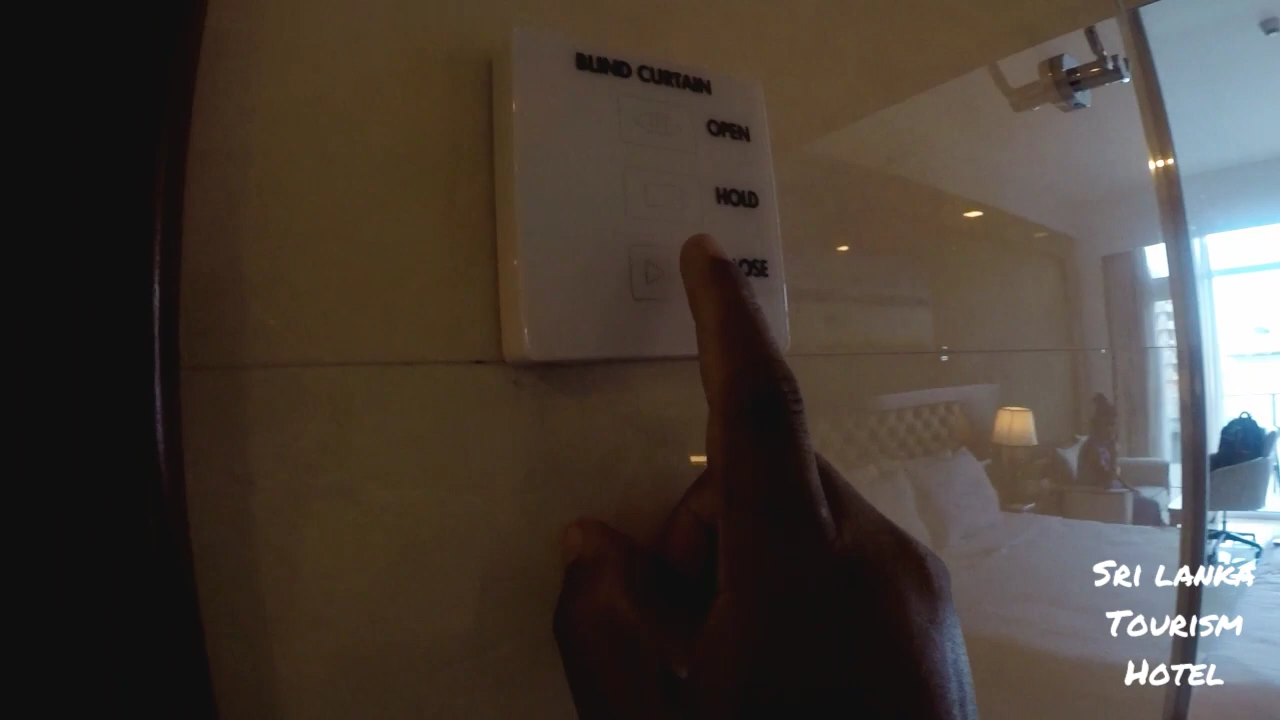 BLIND CURTAIN
OPEN
HOLD
SRI LANKA
TOURISM
HOTEL